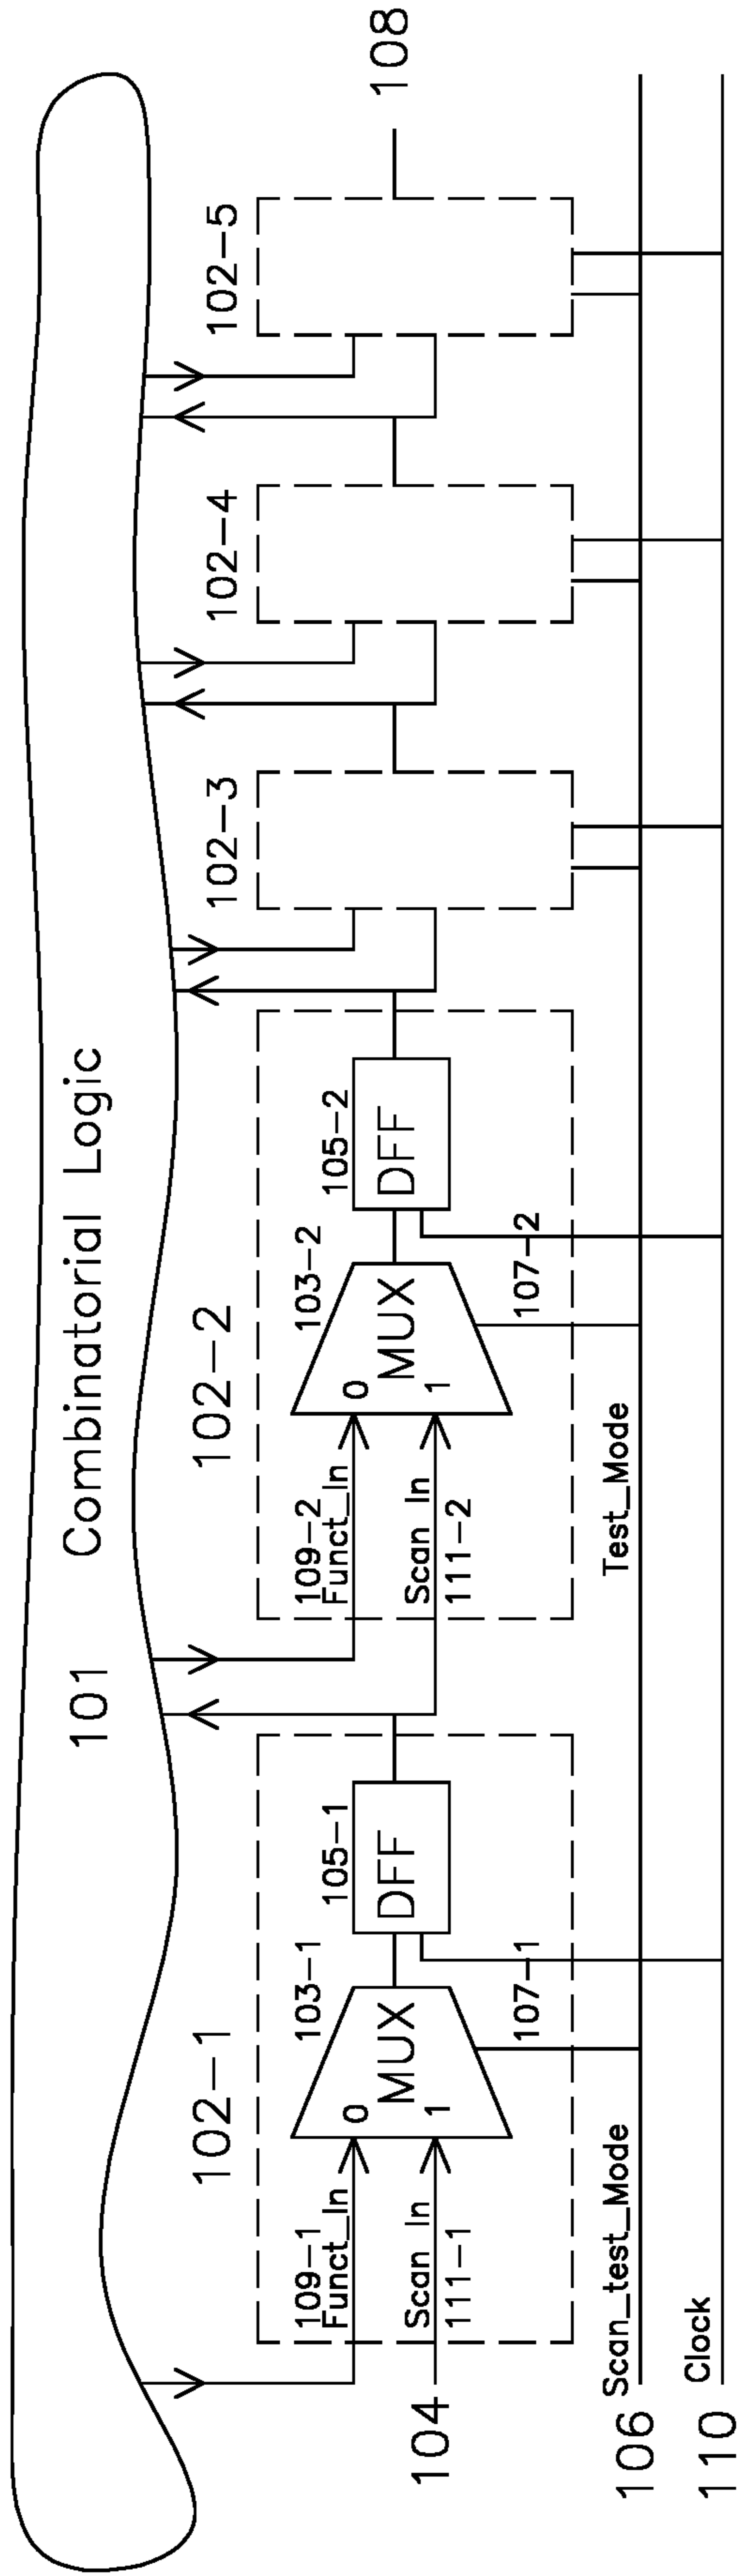 Combinatorial Logic
101
102-1
102-2
102-3
102-4
102-5
103-1
105-1
103-2
105-2
109-1
Funct_In
0
MUX
DFF
109-2
Funct_In
0
MUX
DFF
108
104
Scan In
1
111-1
107-1
Scan In
1
111-2
107-2
106
Scan_test_Mode
Test_Mode
110
Clock